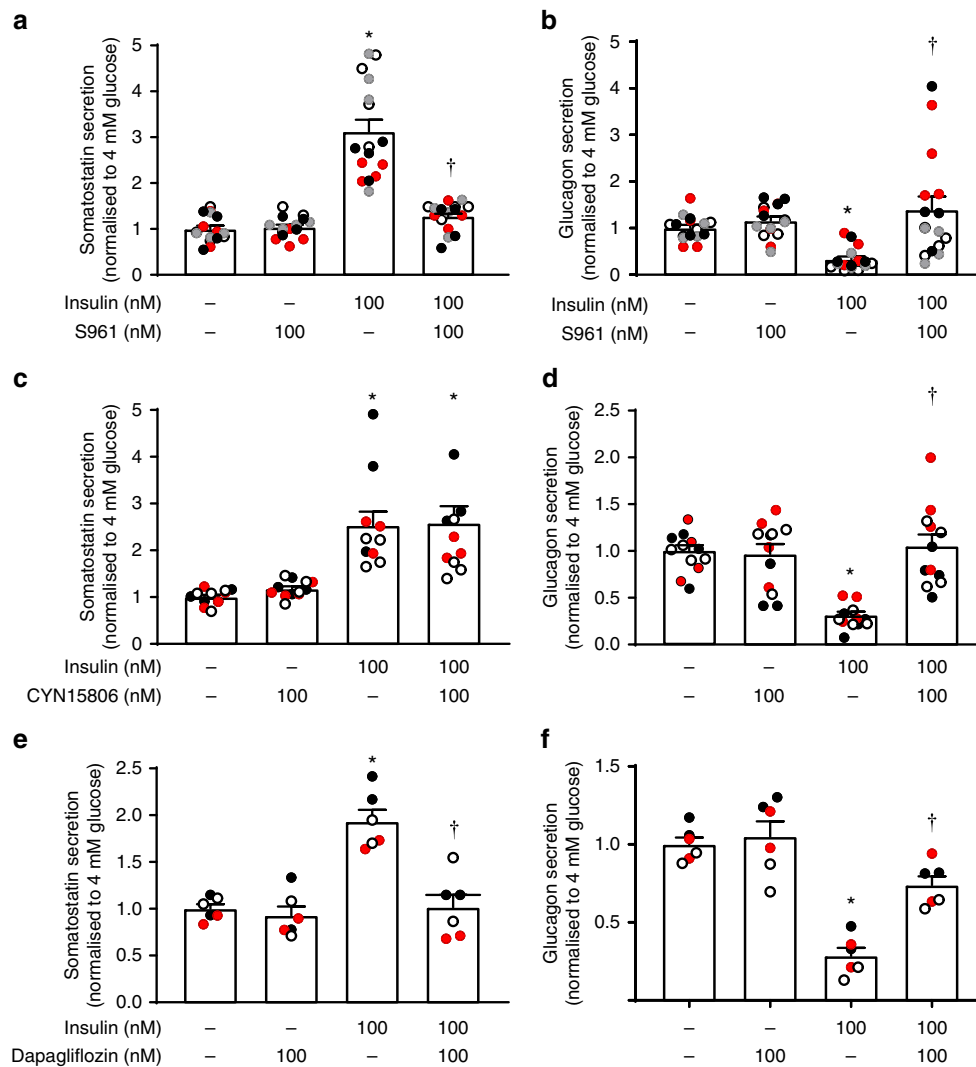 a
Somatostatin secretion
(normalised to 4 mM glucose)
5
4
3
2
1
0
*
†
Insulin (nM) – – 100 100
S961 (nM) – 100 – 100
b
Glucagon secretion
(normalised to 4 mM glucose)
5
4
3
2
1
0
*
†
Insulin (nM) – – 100 100
S961 (nM) – 100 – 100
c
Somatostatin secretion
(normalised to 4 mM glucose)
5
4
3
2
1
0
*
*
Insulin (nM) – – 100 100
CYN15806 (nM) – 100 – 100
d
Glucagon secretion
(normalised to 4 mM glucose)
2.5
2.0
1.5
1.0
0.5
0.0
*
†
– – 100 100
– 100 – 100
e
Somatostatin secretion
(normalised to 4 mM glucose)
2.5
2.0
1.5
1.0
0.5
0.0
*
†
Insulin (nM) – – 100 100
Dapagliflozin (nM) – 100 – 100
f
Glucagon secretion
(normalised to 4 mM glucose)
1.5
1.0
0.5
*
†
– – 100 100
– 100 – 100